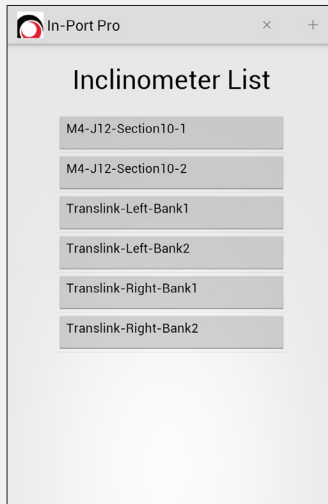 In-Port Pro
Inclinometer List
M4-J12-Section10-1
M4-J12-Section10-2
Translink-Left-Bank1
Translink-Left-Bank2
Translink-Right-Bank1
Translink-Right-Bank2